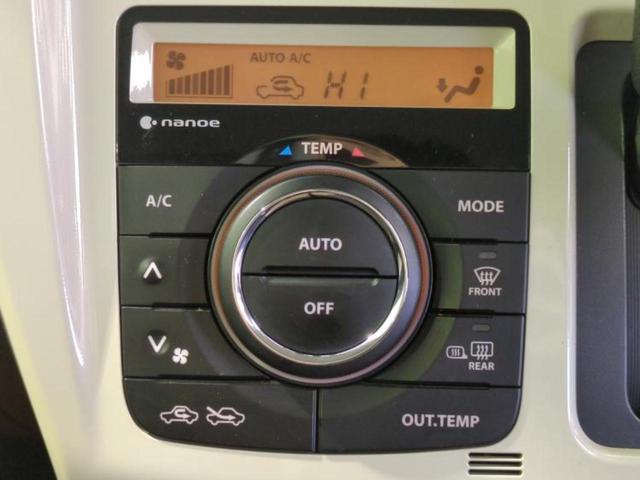 AUTO A/C
HI
nanoe
TEMP
A/C
MODE
AUTO
OFF
FRONT
REAR
OUT.TEMP